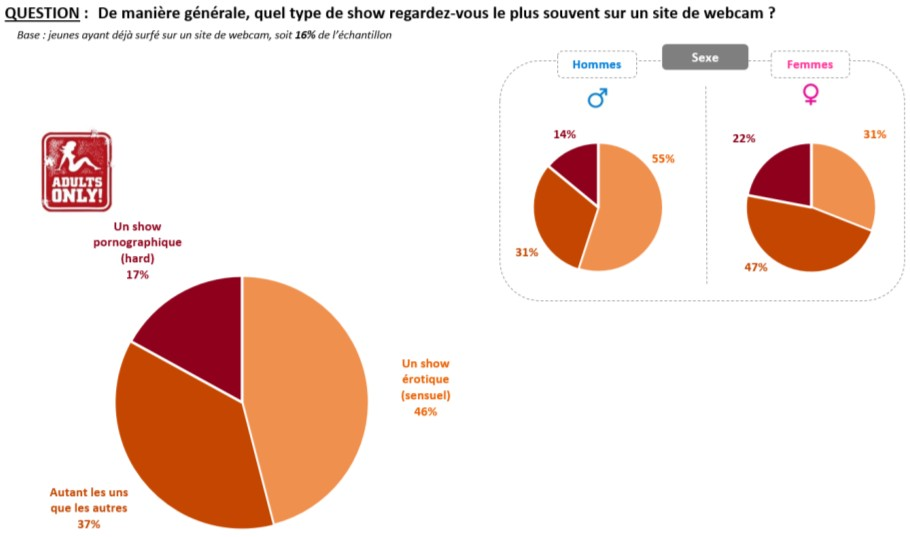 QUESTION : De manière générale, quel type de show regardez-vous le plus souvent sur un site de webcam ?
Base : jeunes ayant déjà surfé sur un site de webcam, soit 16% de l'échantillon
Sexe
Hommes
Femmes
14%
55%
31%
22%
31%
47%
ADULTS
ONLY!
Un show
pornographique
(hard)
17%
Un show
érotique
(sensuel)
46%
Autant les uns
que les autres
37%